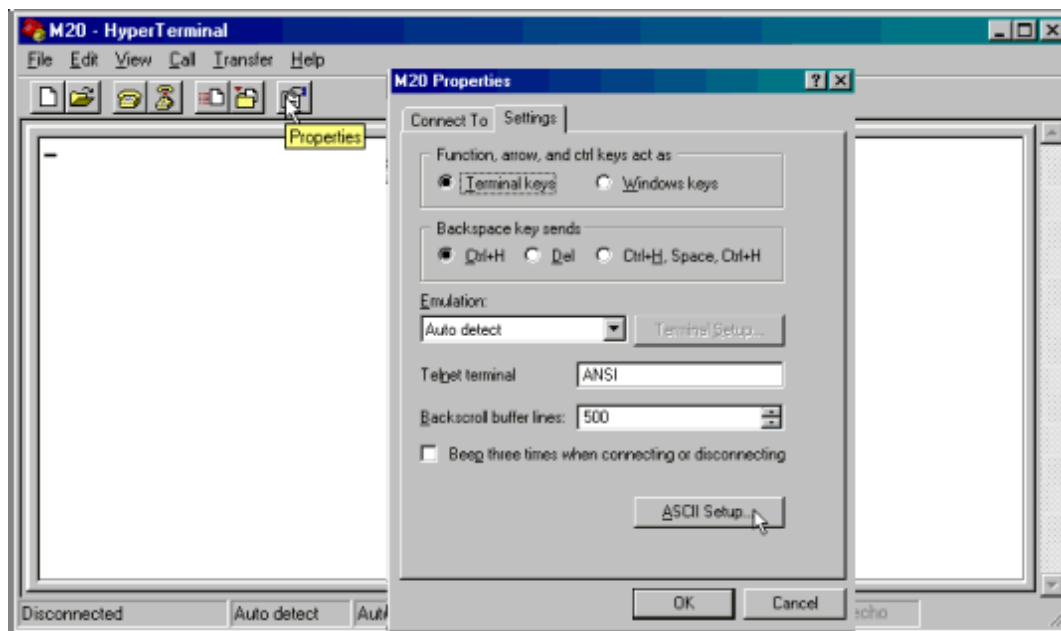 M20 - HyperTerminal
File Edit View Call Transfer Help
Properties
M20 Properties
Connect To Settings
Function, arrow, and ctrl keys act as
Terminal keys Windows keys
Backspace key sends
Ctrl+H Del Ctrl+H, Space, Ctrl+H
Emulation:
Auto detect Terminal Setup...
Telnet terminal ANSI
Backscroll buffer lines: 500
Beep three times when connecting or disconnecting
ASCII Setup...
OK Cancel
Disconnected Auto detect Aut echo